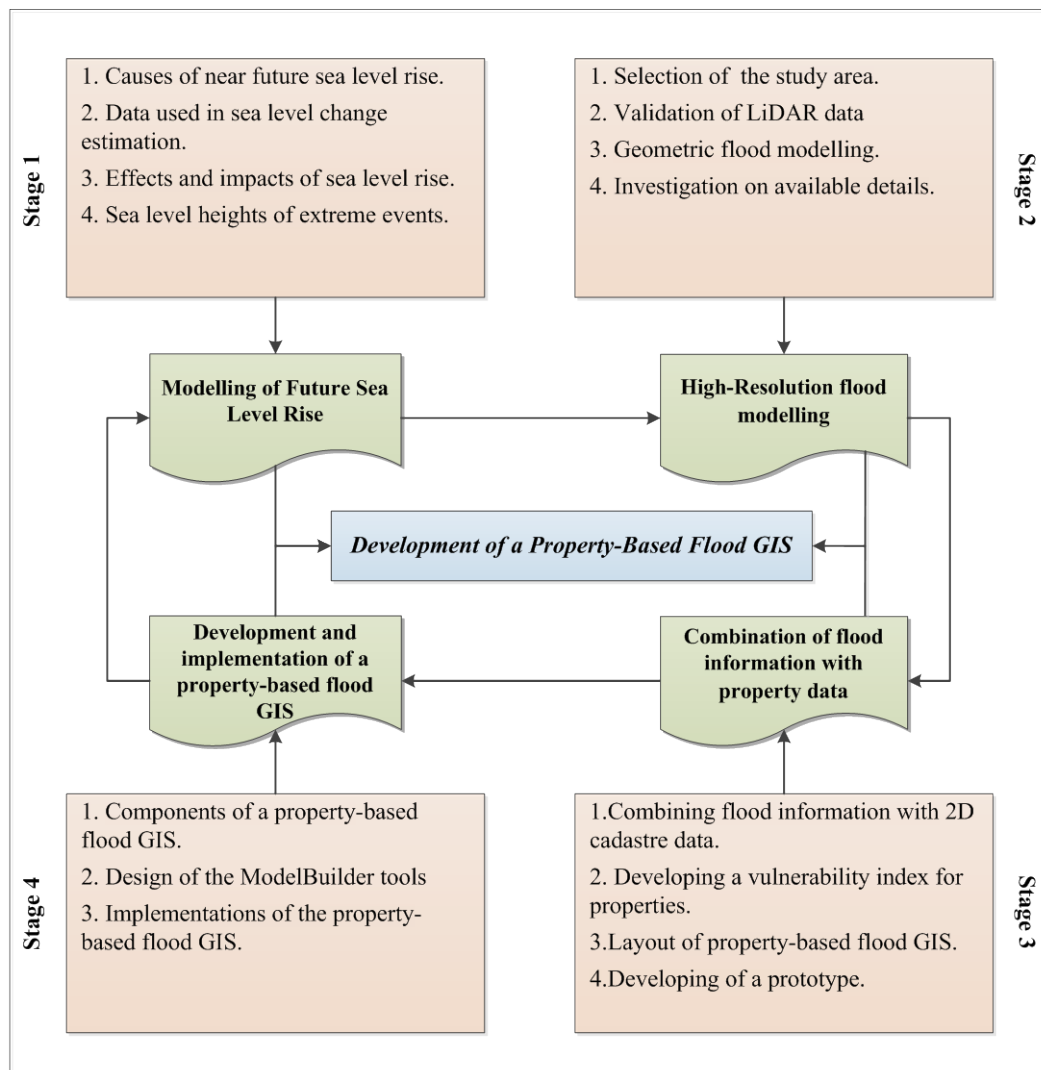 Stage 1
1. Causes of near future sea level rise.
2. Data used in sea level change
estimation.
3. Effects and impacts of sea level rise.
4. Sea level heights of extreme events.
1. Selection of the study area.
2. Validation of LiDAR data
3. Geometric flood modelling.
4. Investigation on available details.
Stage 2
Modelling of Future Sea
Level Rise
High-Resolution flood
modelling
Development of a Property-Based Flood GIS
Development and
implementation of a
property-based flood
GIS
Combination of flood
information with
property data
Stage 4
1. Components of a property-based
flood GIS.
2. Design of the ModelBuilder tools
3. Implementations of the property-
based flood GIS.
1.Combining flood information with 2D
cadastre data.
2. Developing a vulnerability index for
properties.
3.Layout of property-based flood GIS.
4.Developing of a prototype.
Stage 3